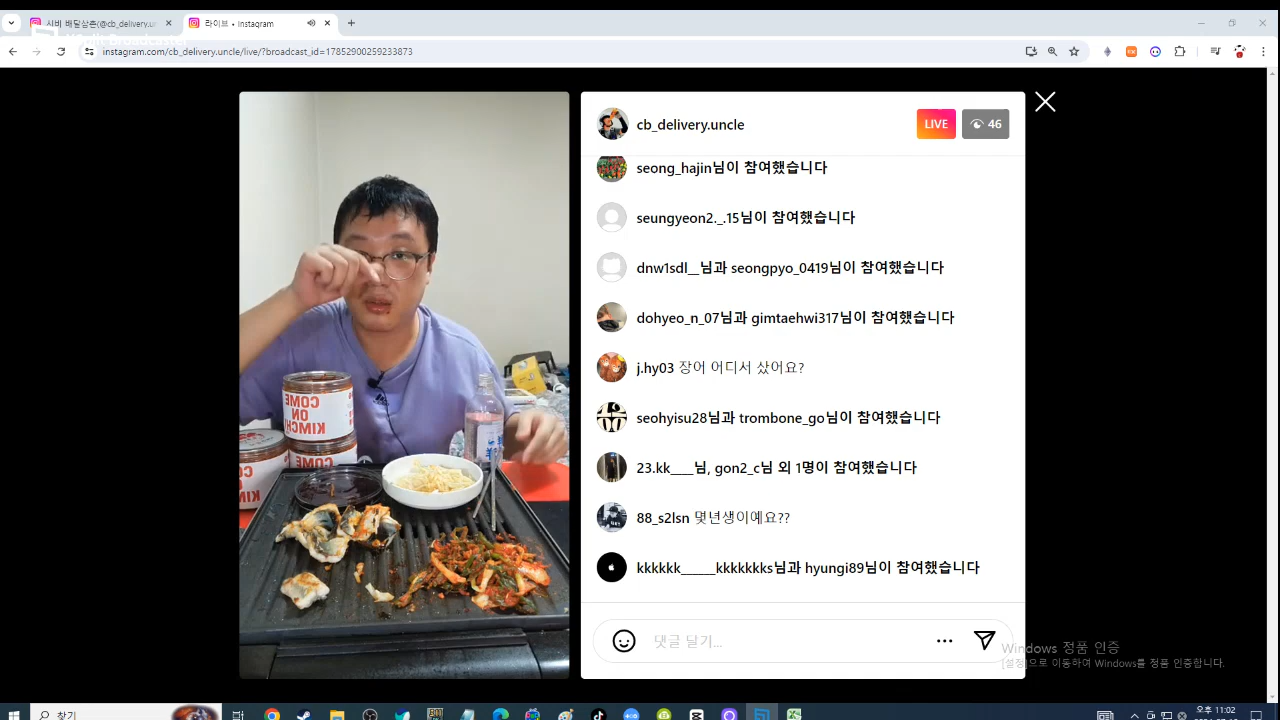 시바 배달삼촌(@cb_delivery.un
라이브 • Instagram
XSplit Broadcaster
instagram.com/cb_delivery.uncle/live/?broadcast_id=17852900259233873
cb_delivery.uncle
LIVE
46
seong_hajin님이 참여했습니다
seungyeon2._.15님이 참여했습니다
dnw1sdl__님과 seongpyo_0419님이 참여했습니다
dohyeo_n_07님과 gimtaehwi317님이 참여했습니다
j.hy03 장어 어디서 샀어요?
seohyisu28님과 trombone_go님이 참여했습니다
23.kk____님, gon2_c님 외 1명이 참여했습니다
88_s2lsn 몇년생이예요??
kkkkkk______kkkkkkks님과 hyungi89님이 참여했습니다
댓글 달기...
COME
ON
KIMCHI
COME
Windows 정품 인증
[설정]으로 이동하여 Windows를 정품 인증합니다.
찾기
오후 11:02